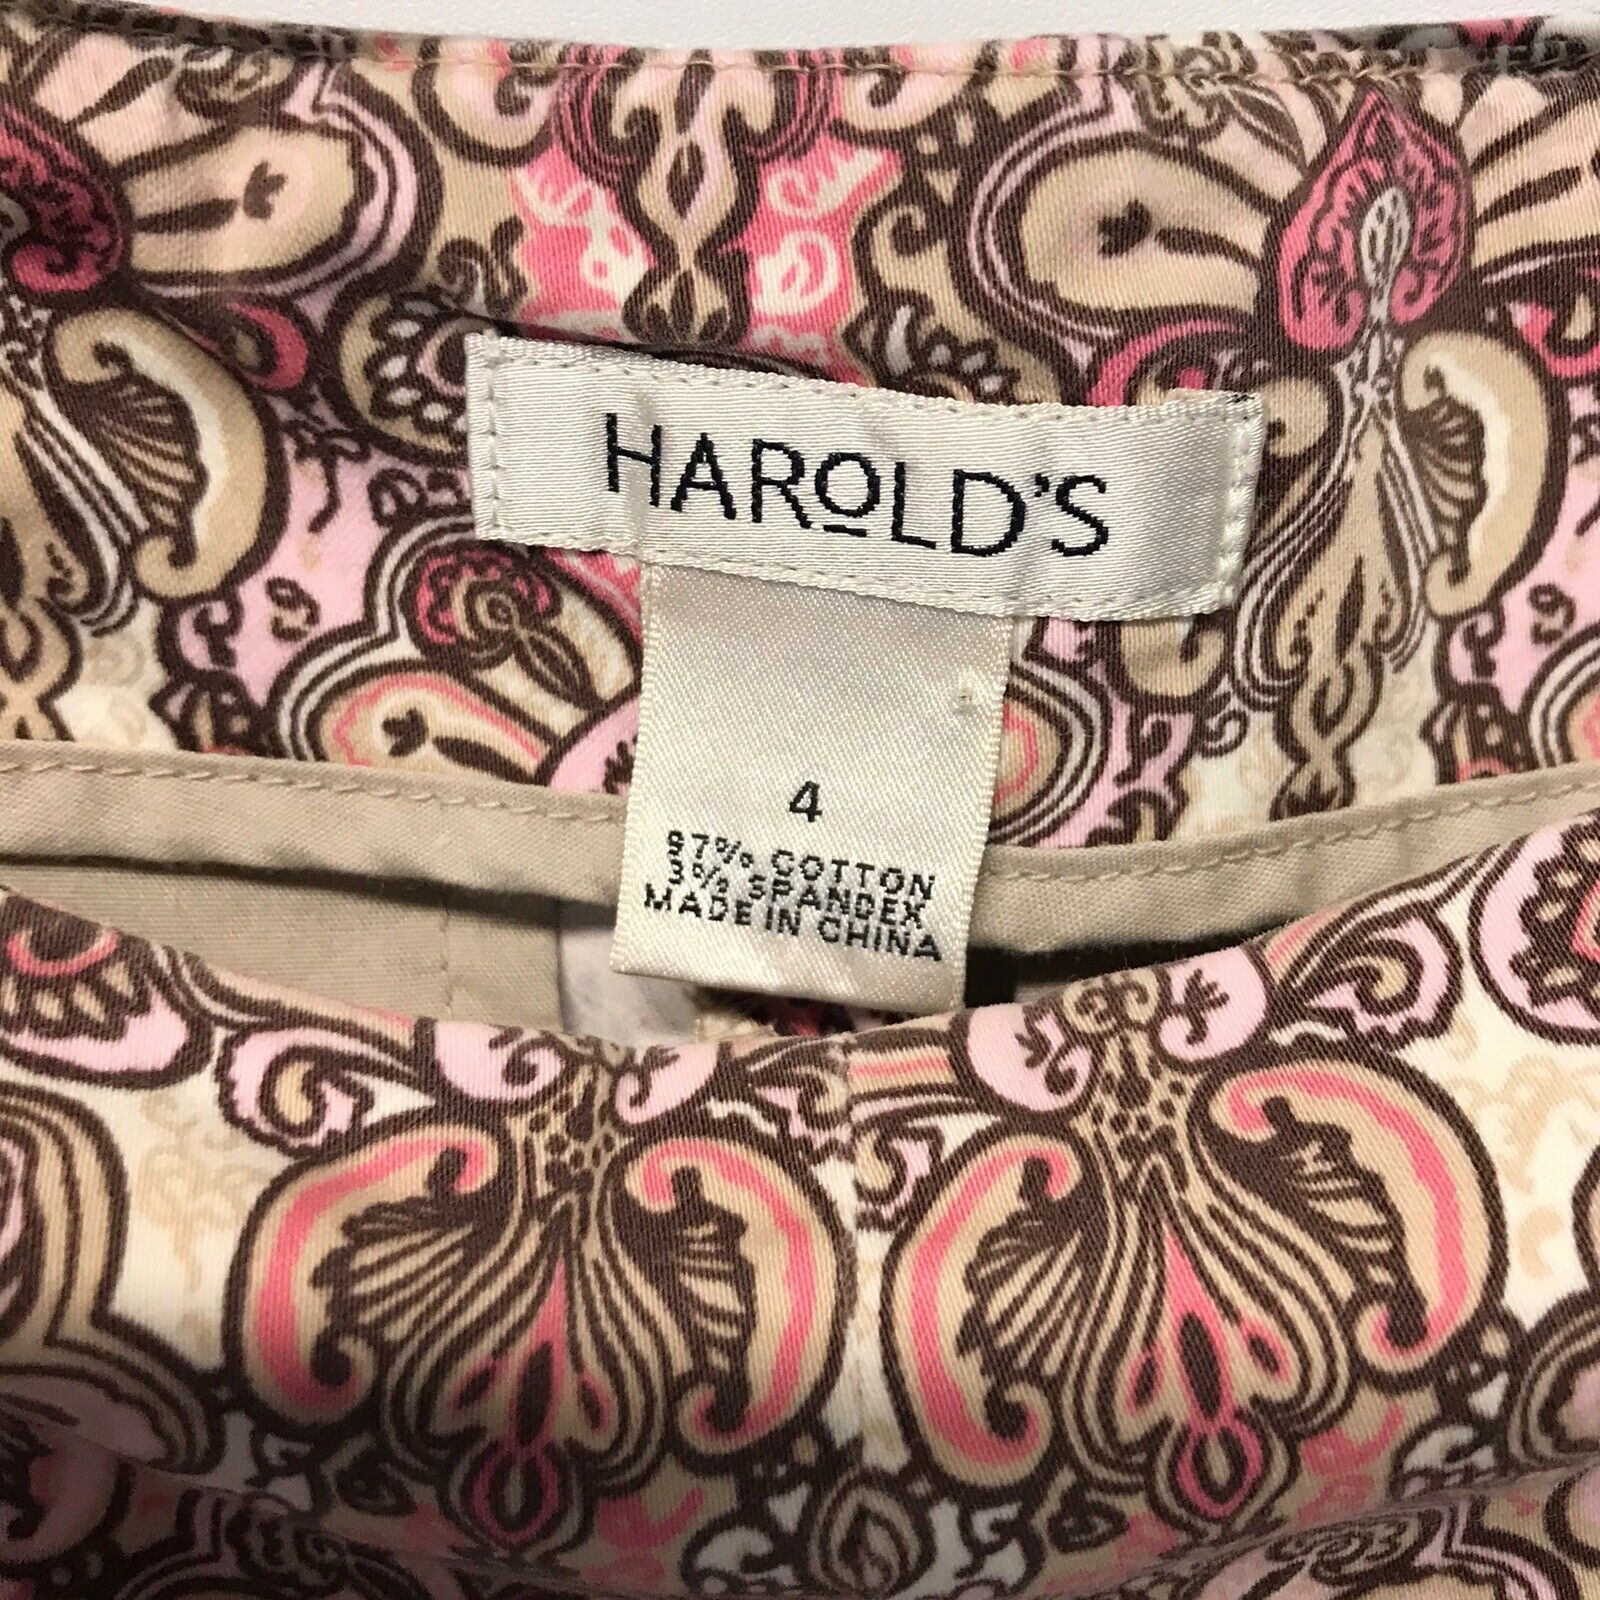 HAROLD'S
4
97% COTTON
3% SPANDEX
MADE IN CHINA